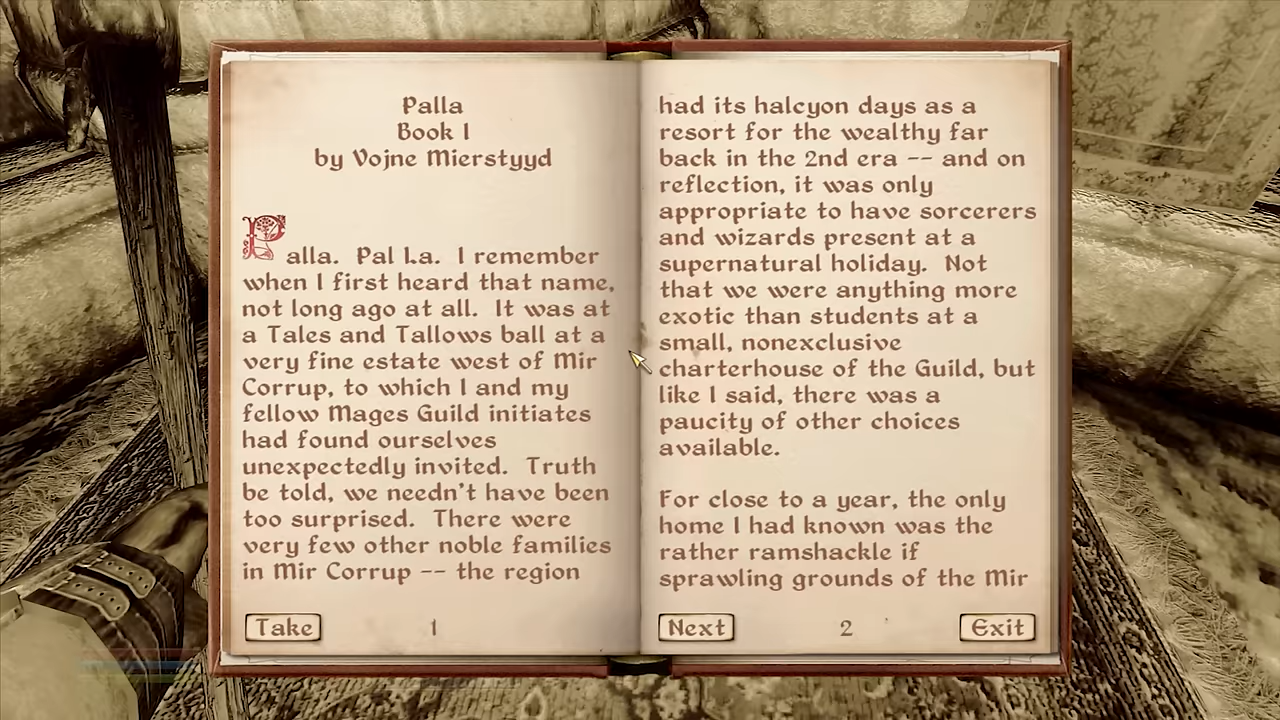 Palla
Book I
by Vojne Mierstyyd
Palla. Pal La. I remember
when I first heard that name,
not long ago at all. It was at
a Tales and Tallows ball at a
very fine estate west of Mir
Corrup, to which I and my
fellow Mages Guild initiates
had found ourselves
unexpectedly invited. Truth
be told, we needn't have been
too surprised. There were
very few other noble families
in Mir Corrup -- the region
Take
1
had its halcyon days as a
resort for the wealthy far
back in the 2nd era -- and on
reflection, it was only
appropriate to have sorcerers
and wizards present at a
supernatural holiday. Not
that we were anything more
exotic than students at a
small, nonexclusive
charterhouse of the Guild, but
like I said, there was a
paucity of other choices
available.
For close to a year, the only
home I had known was the
rather ramshackle if
sprawling grounds of the Mir
Next
2
Exit